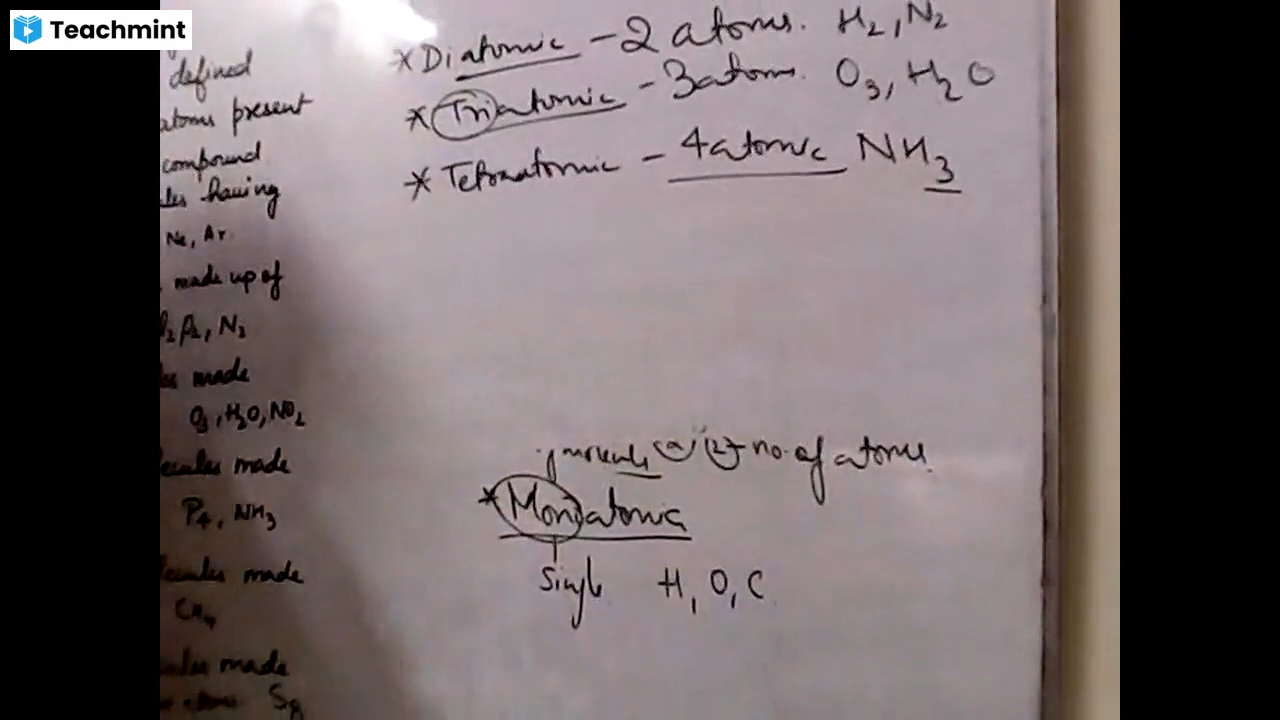 Teachmint
defined
atoms present
compound
having
Ne, Ar.
made up of
N2
made
O3, H2O, NO2
made
P4, NH3
made
CH4
made
S8
* Diatomic - 2 atoms. H2, N2
* Triatomic - 3 atoms. O3, H2O
* Tetraatomic - 4 atomic NH3
molecule no. of atoms.
* Monoatomic
Single H, O, C